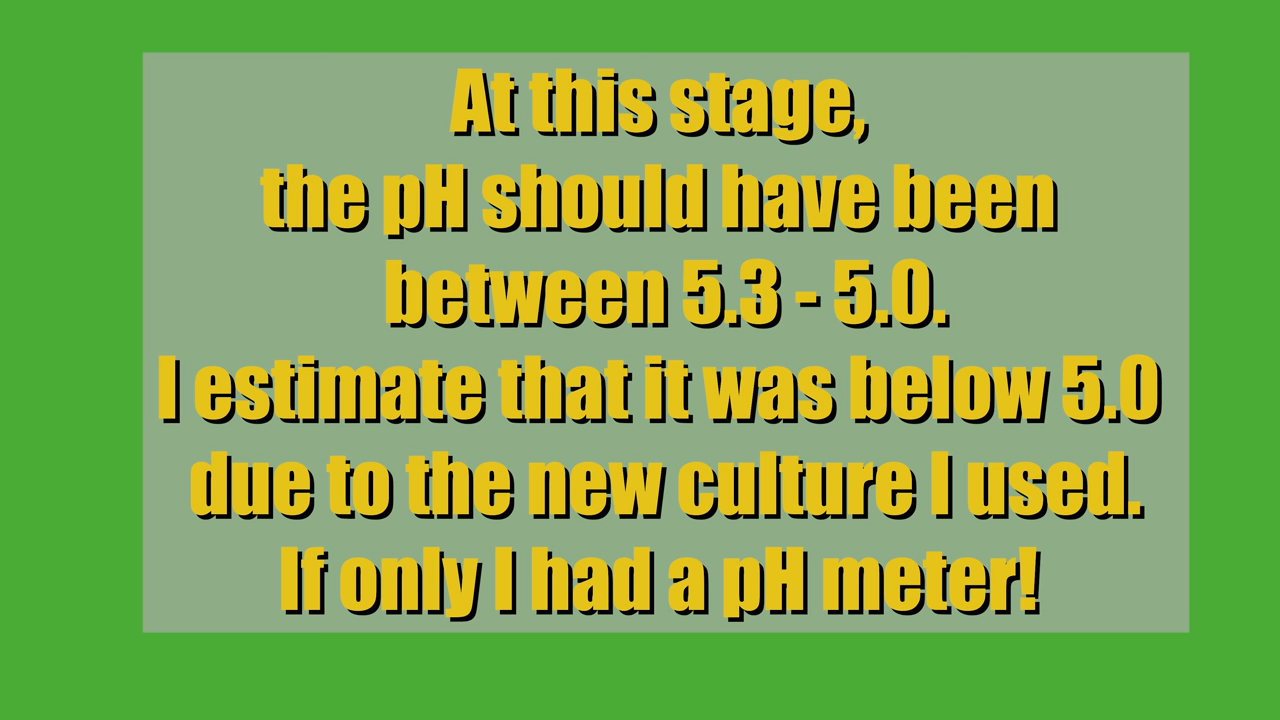 At this stage,
the pH should have been
between 5.3 - 5.0.
I estimate that it was below 5.0
due to the new culture I used.
If only I had a pH meter!